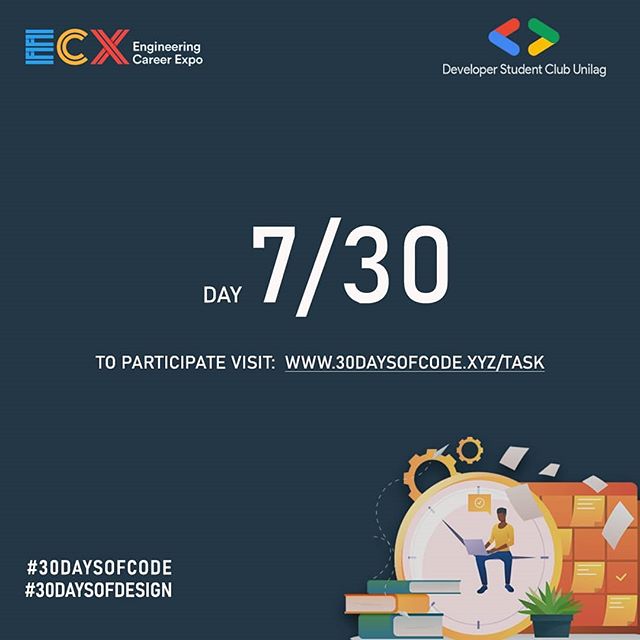 ECX Engineering
Career Expo
Developer Student Club Unilag
DAY 7/30
TO PARTICIPATE VISIT: WWW.30DAYSOFCODE.XYZ/TASK
#30DAYSOFCODE
#30DAYSOFDESIGN